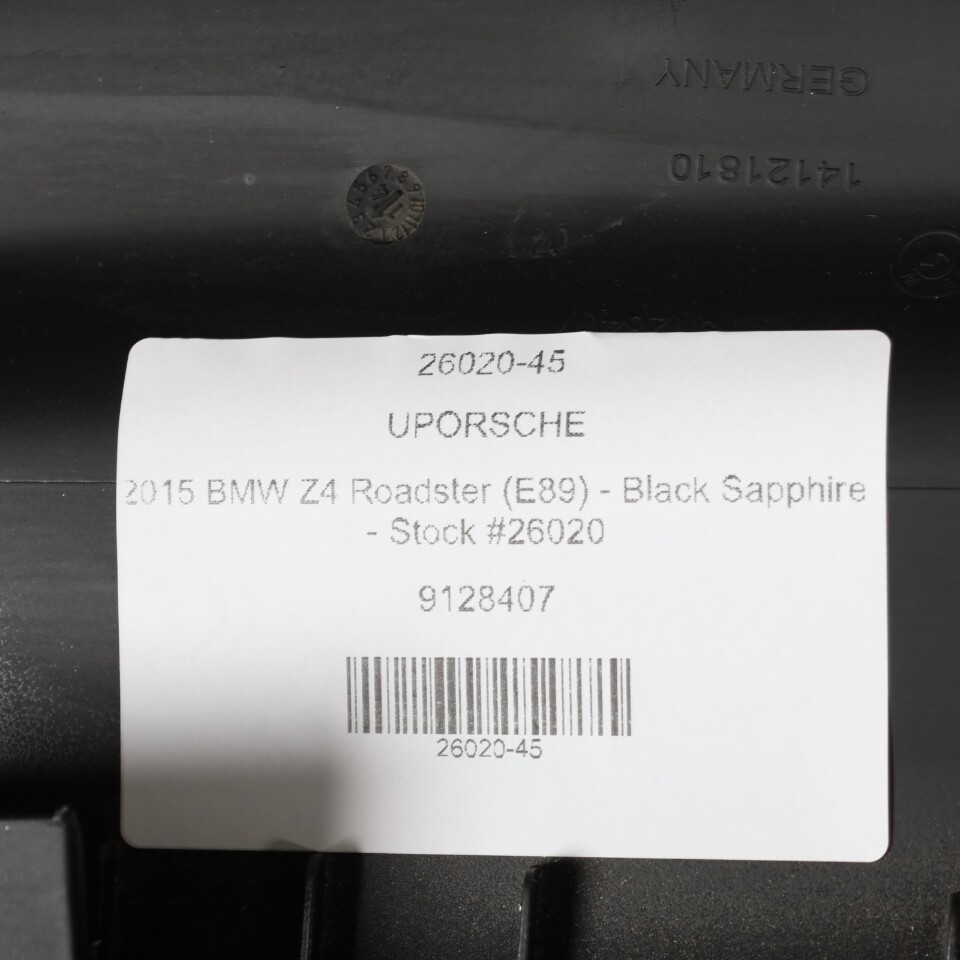 GERMANY
14121810
26020-45
UPORSCHE
2015 BMW Z4 Roadster (E89) - Black Sapphire
- Stock #26020
9128407
26020-45